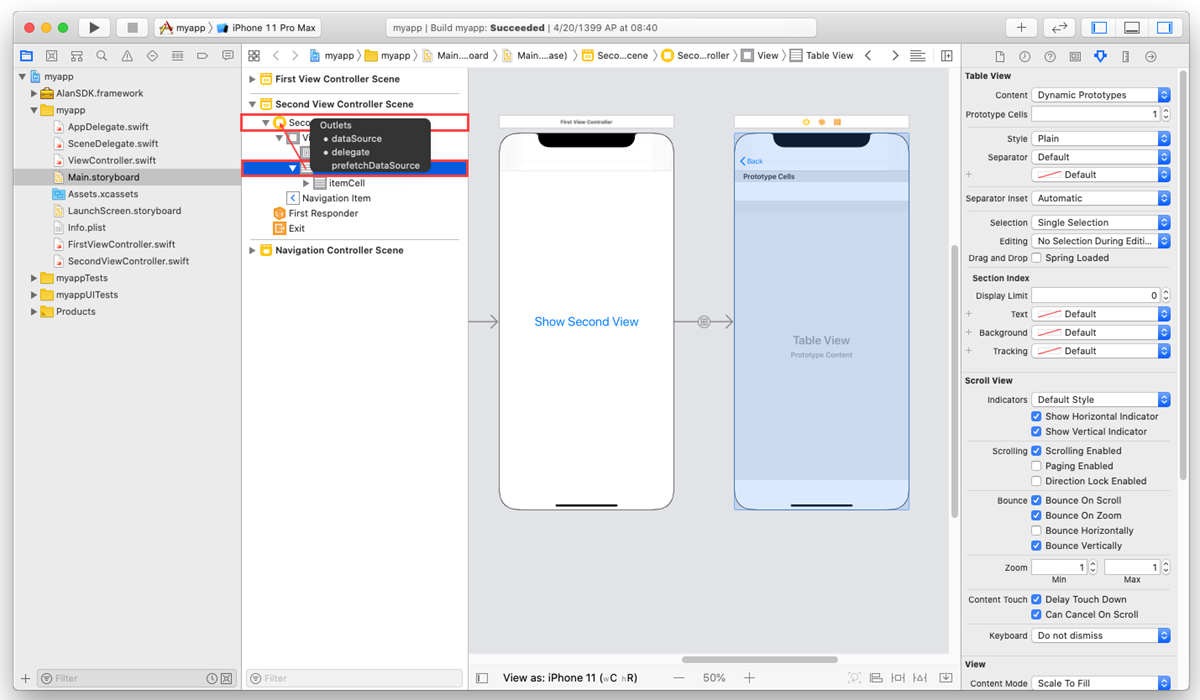 myapp
iPhone 11 Pro Max
myapp | Build myapp: Succeeded | 4/20/1399 AP at 08:40
myapp
myapp
Main....oard
Main....ase)
Seco...cene
Seco...roller
View
Table View
myapp
AlanSDK.framework
myapp
AppDelegate.swift
SceneDelegate.swift
ViewController.swift
Main.storyboard
Assets.xcassets
LaunchScreen.storyboard
Info.plist
FirstViewController.swift
SecondViewController.swift
myappTests
myappUITests
Products
Filter
First View Controller Scene
Second View Controller Scene
Outlets
• dataSource
• delegate
prefetchDataSource
itemCell
Navigation Item
First Responder
Exit
Navigation Controller Scene
Filter
First View Controller
Show Second View
Back
Prototype Cells
Table View
Prototype Content
View as: iPhone 11 (wC hR)
50%
Table View
Content Dynamic Prototypes
Prototype Cells 1
Style Plain
Separator Default
Default
Separator Inset Automatic
Selection Single Selection
Editing No Selection During Editi...
Drag and Drop Spring Loaded
Section Index
Display Limit 0
Text Default
Background Default
Tracking Default
Scroll View
Indicators Default Style
Show Horizontal Indicator
Show Vertical Indicator
Scrolling Scrolling Enabled
Paging Enabled
Direction Lock Enabled
Bounce Bounce On Scroll
Bounce On Zoom
Bounce Horizontally
Bounce Vertically
Zoom 1 1
Min Max
Content Touch Delay Touch Down
Can Cancel On Scroll
Keyboard Do not dismiss
View
Content Mode Scale To Fill